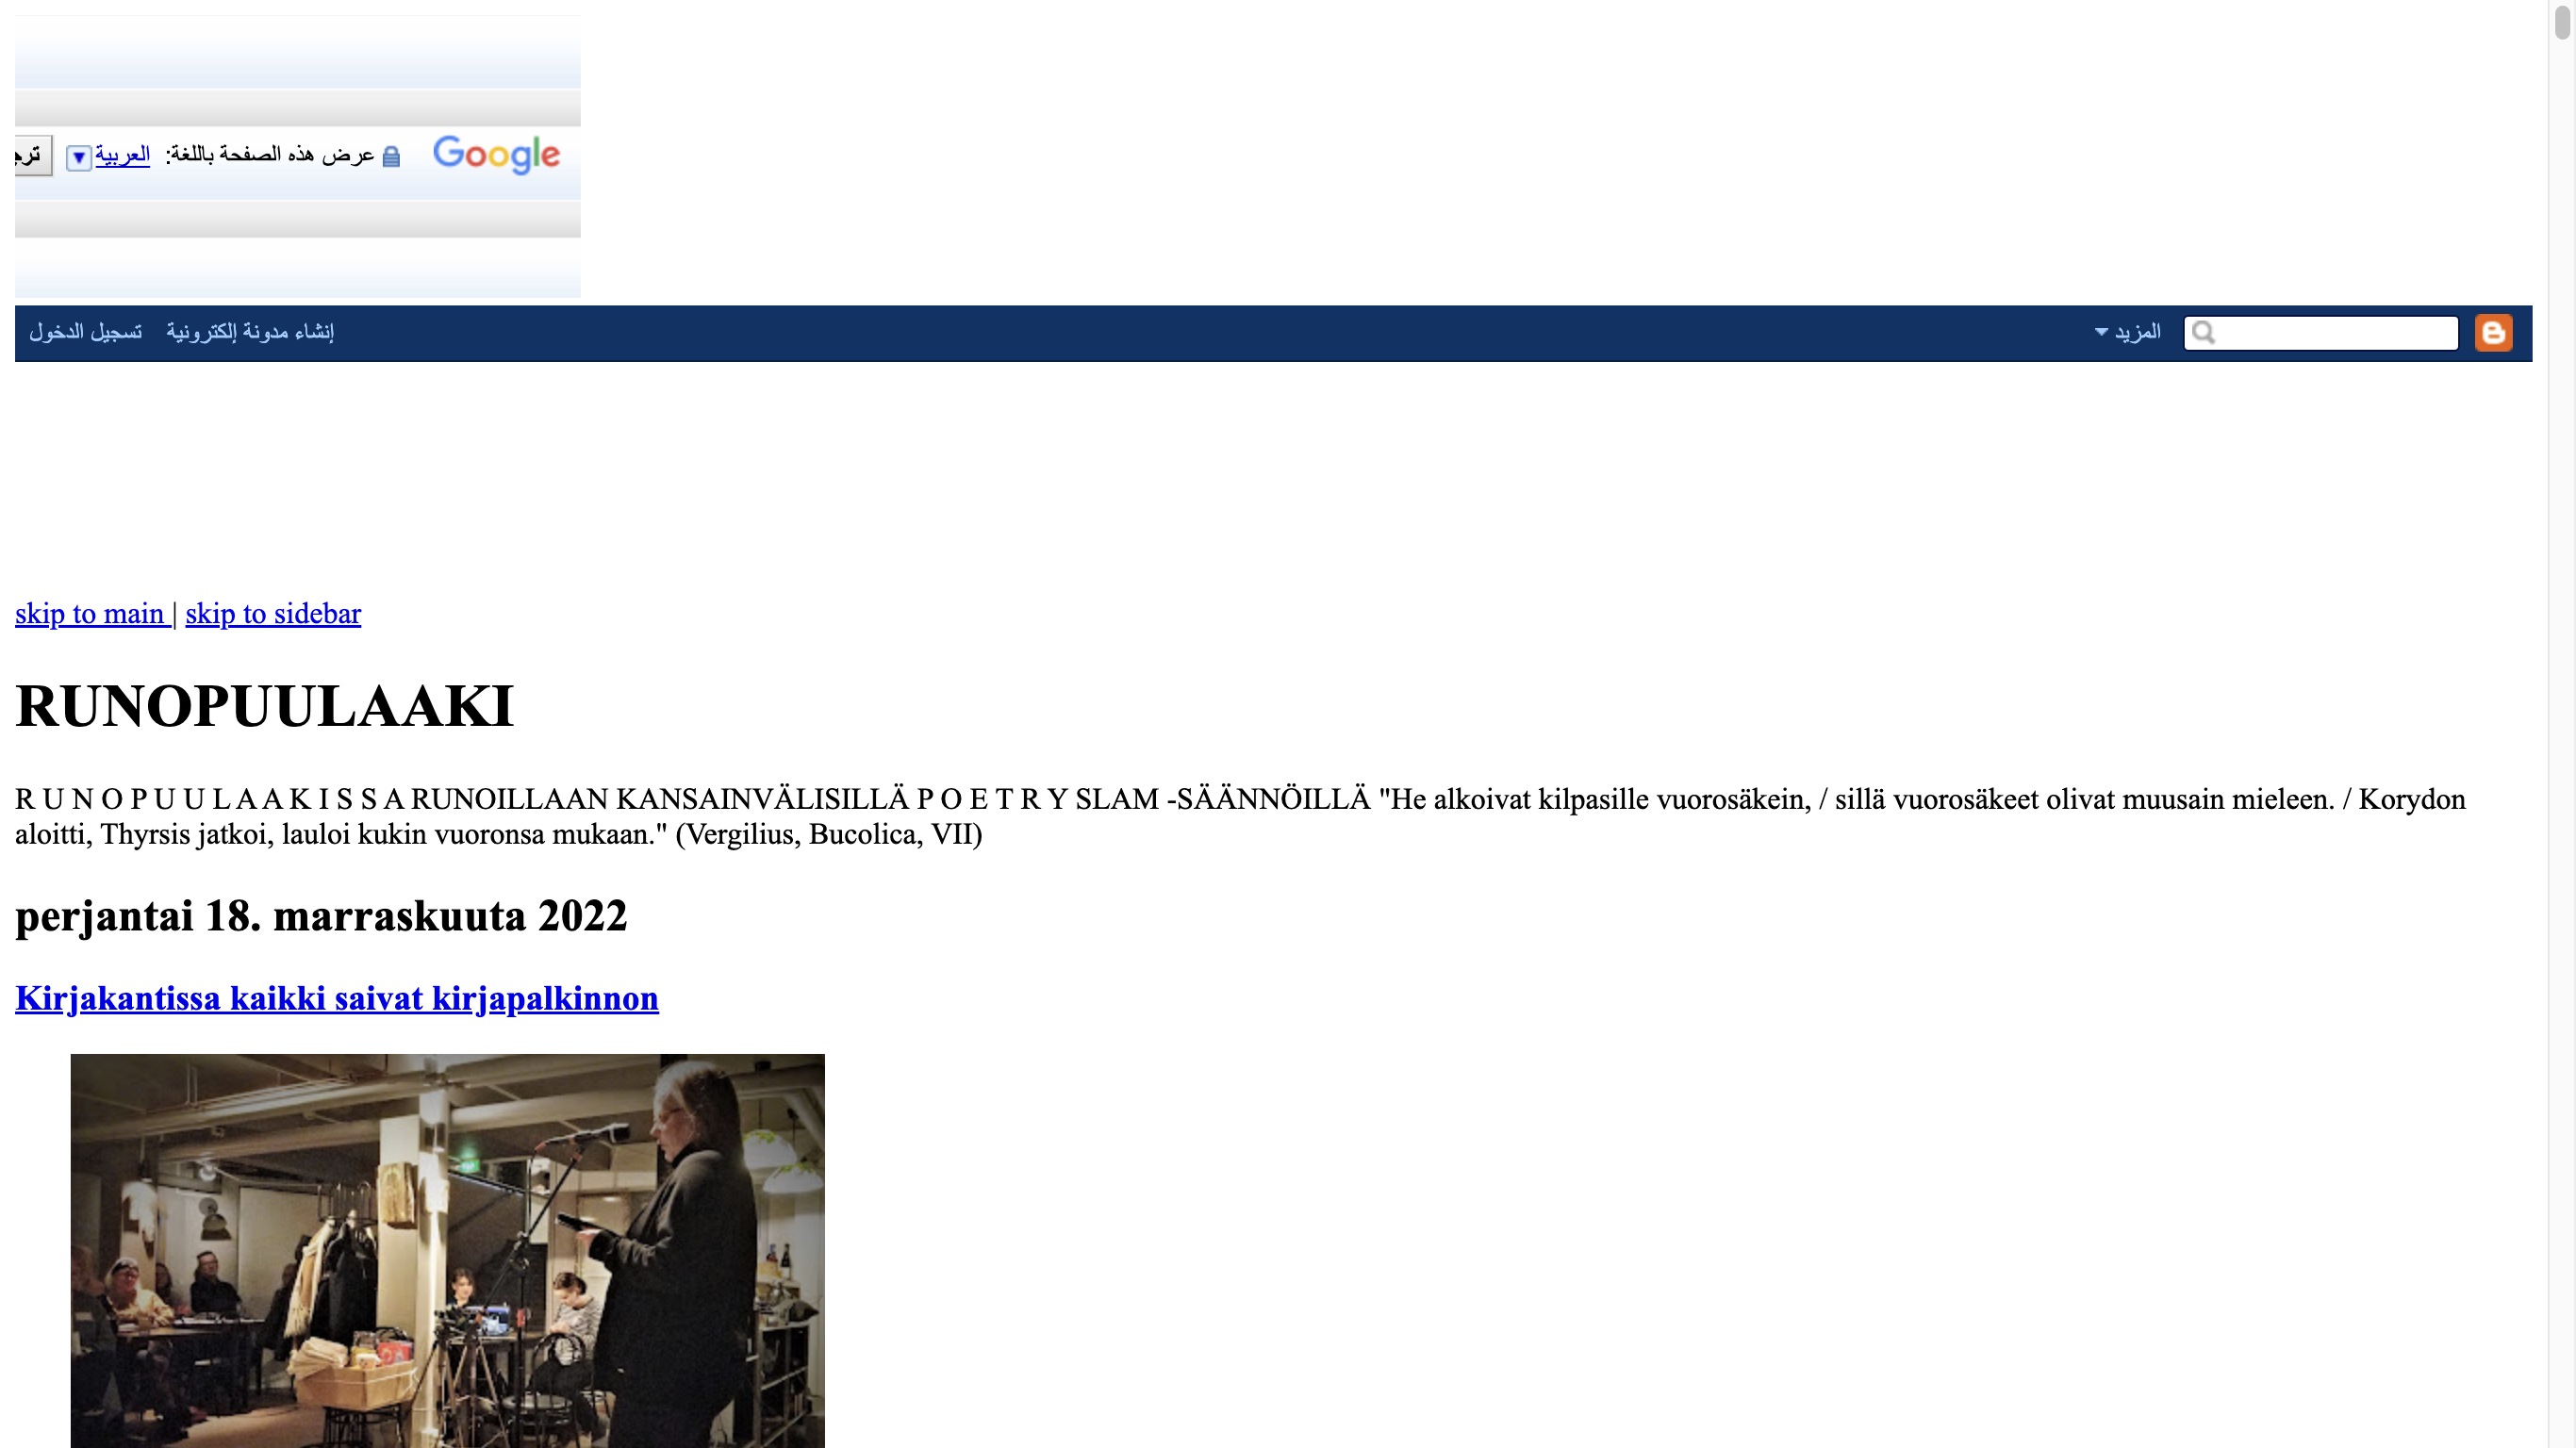 Google عرض هذه الصفحة باللغة: العربية
المزيد إنشاء مدونة إلكترونية تسجيل الدخول
skip to main | skip to sidebar
RUNOPUULAAKI
R U N O P U U L A A K I S S A RUNOILLAAN KANSAINVÄLISILLÄ P O E T R Y SLAM -SÄÄNNÖILLÄ "He alkoivat kilpasille vuorosäkein, / sillä vuorosäkeet olivat muusain mieleen. / Korydon
aloitti, Thyrsis jatkoi, lauloi kukin vuoronsa mukaan." (Vergilius, Bucolica, VII)
perjantai 18. marraskuuta 2022
Kirjakantissa kaikki saivat kirjapalkinnon